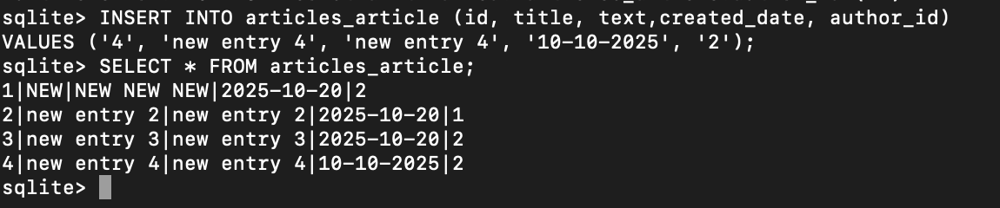 sqlite> INSERT INTO articles_article (id, title, text,created_date, author_id)
VALUES ('4', 'new entry 4', 'new entry 4', '10-10-2025', '2');
sqlite> SELECT * FROM articles_article;
1|NEW|NEW NEW NEW|2025-10-20|2
2|new entry 2|new entry 2|2025-10-20|1
3|new entry 3|new entry 3|2025-10-20|2
4|new entry 4|new entry 4|10-10-2025|2
sqlite>